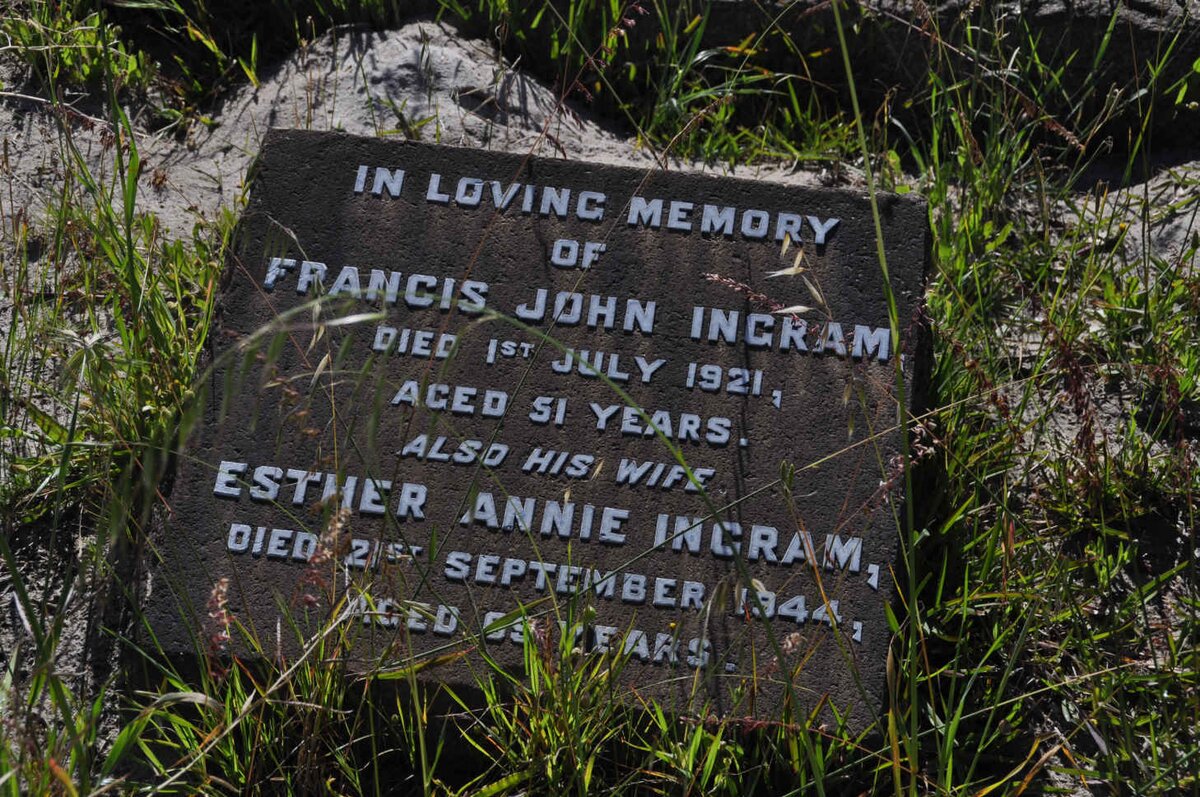 IN LOVING MEMORY
OF
FRANCIS JOHN INGRAM,
DIED 1ST JULY 1921,
AGED 51 YEARS.
ALSO HIS WIFE
ESTHER ANNIE INGRAM,
DIED 21ST SEPTEMBER 1944,
AGED YEARS.